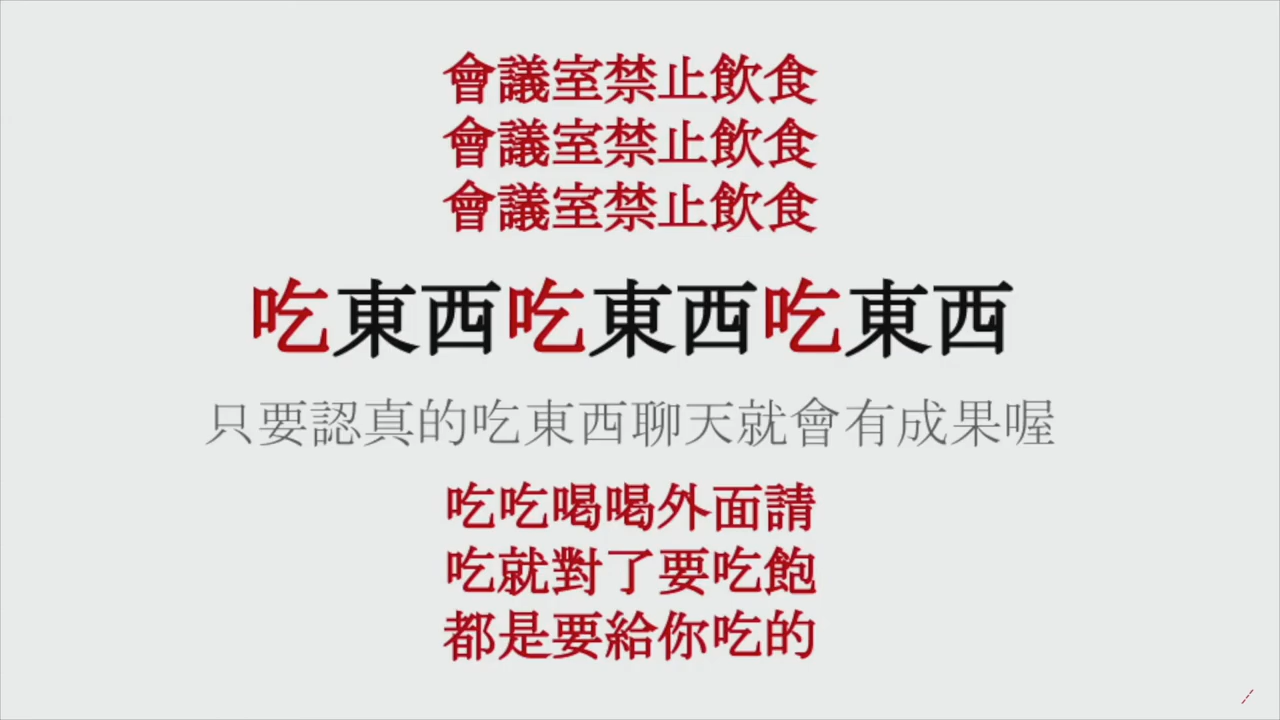 會議室禁止飲食
會議室禁止飲食
會議室禁止飲食
吃東西吃東西吃東西
只要認真的吃東西聊天就會有成果喔
吃吃喝喝外面請
吃就對了要吃飽
都是要給你吃的